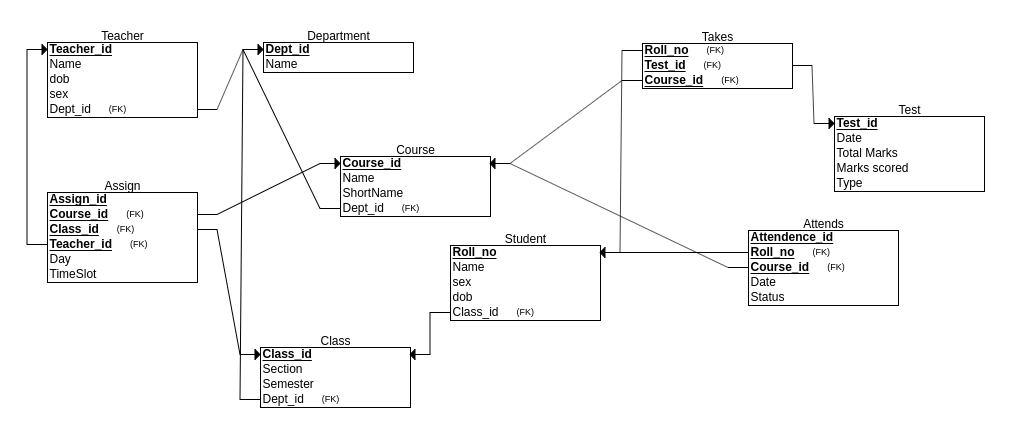 Teacher
Teacher_id
Name
dob
sex
Dept_id (FK)
Department
Dept_id
Name
Takes
Roll_no (FK)
Test_id (FK)
Course_id (FK)
Test
Test_id
Date
Total Marks
Marks scored
Type
Course
Course_id
Name
ShortName
Dept_id (FK)
Assign
Assign_id
Course_id (FK)
Class_id (FK)
Teacher_id (FK)
Day
TimeSlot
Student
Roll_no
Name
sex
dob
Class_id (FK)
Attends
Attendence_id
Roll_no (FK)
Course_id (FK)
Date
Status
Class
Class_id
Section
Semester
Dept_id (FK)